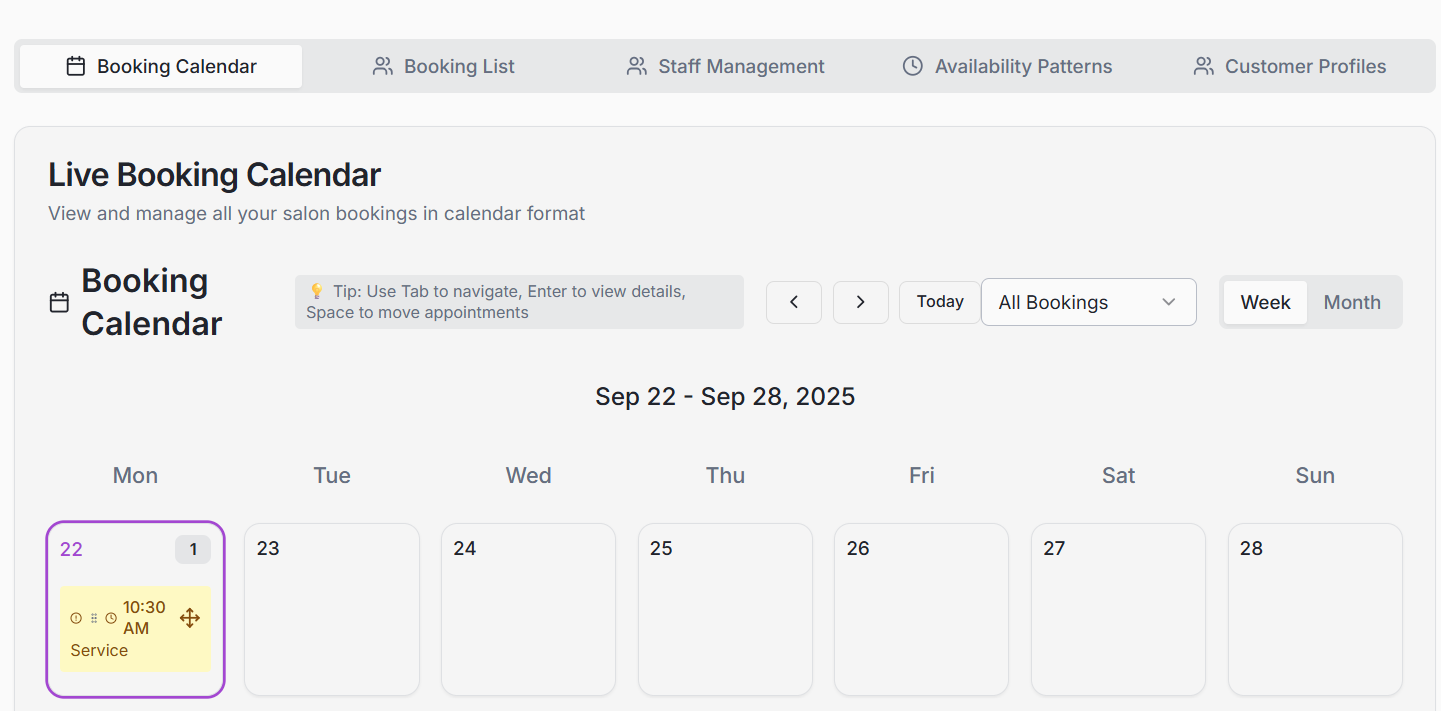 Booking Calendar
Booking List
Staff Management
Availability Patterns
Customer Profiles
Live Booking Calendar
View and manage all your salon bookings in calendar format
Booking
Calendar
💡 Tip: Use Tab to navigate, Enter to view details,
Space to move appointments
Today
All Bookings
Week
Month
Sep 22 - Sep 28, 2025
Mon
Tue
Wed
Thu
Fri
Sat
Sun
22
1
23
24
25
26
27
28
10:30
AM
Service